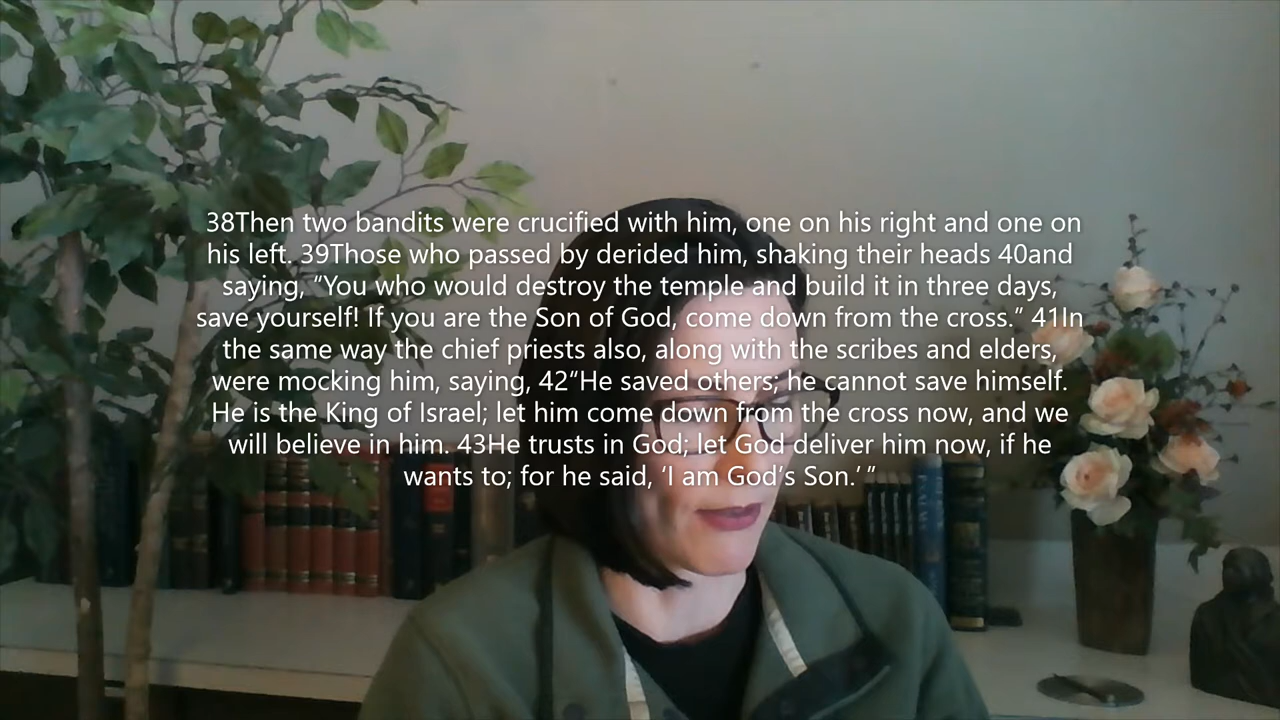 38Then two bandits were crucified with him, one on his right and one on
his left. 39Those who passed by derided him, shaking their heads 40and
saying, “You who would destroy the temple and build it in three days,
save yourself! If you are the Son of God, come down from the cross.” 41In
the same way the chief priests also, along with the scribes and elders,
were mocking him, saying, 42“He saved others; he cannot save himself.
He is the King of Israel; let him come down from the cross now, and we
will believe in him. 43He trusts in God; let God deliver him now, if he
wants to; for he said, ‘I am God’s Son.’ ”